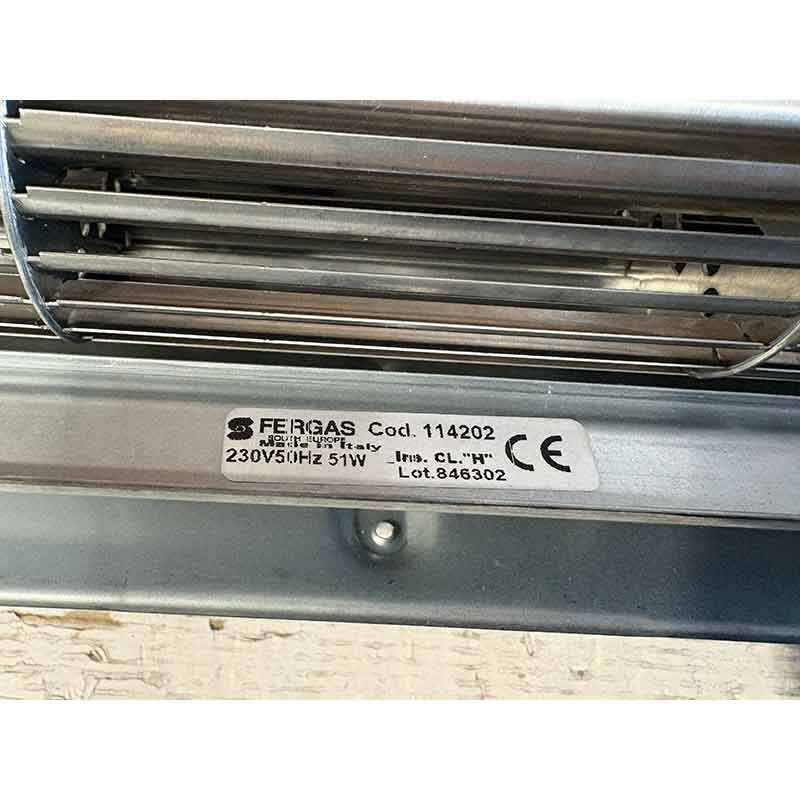 FERGAS Cod. 114202
SOUTH EUROPE
Made in Italy
230V50Hz 51W Ins. CL."H"
Lot.846302
CE